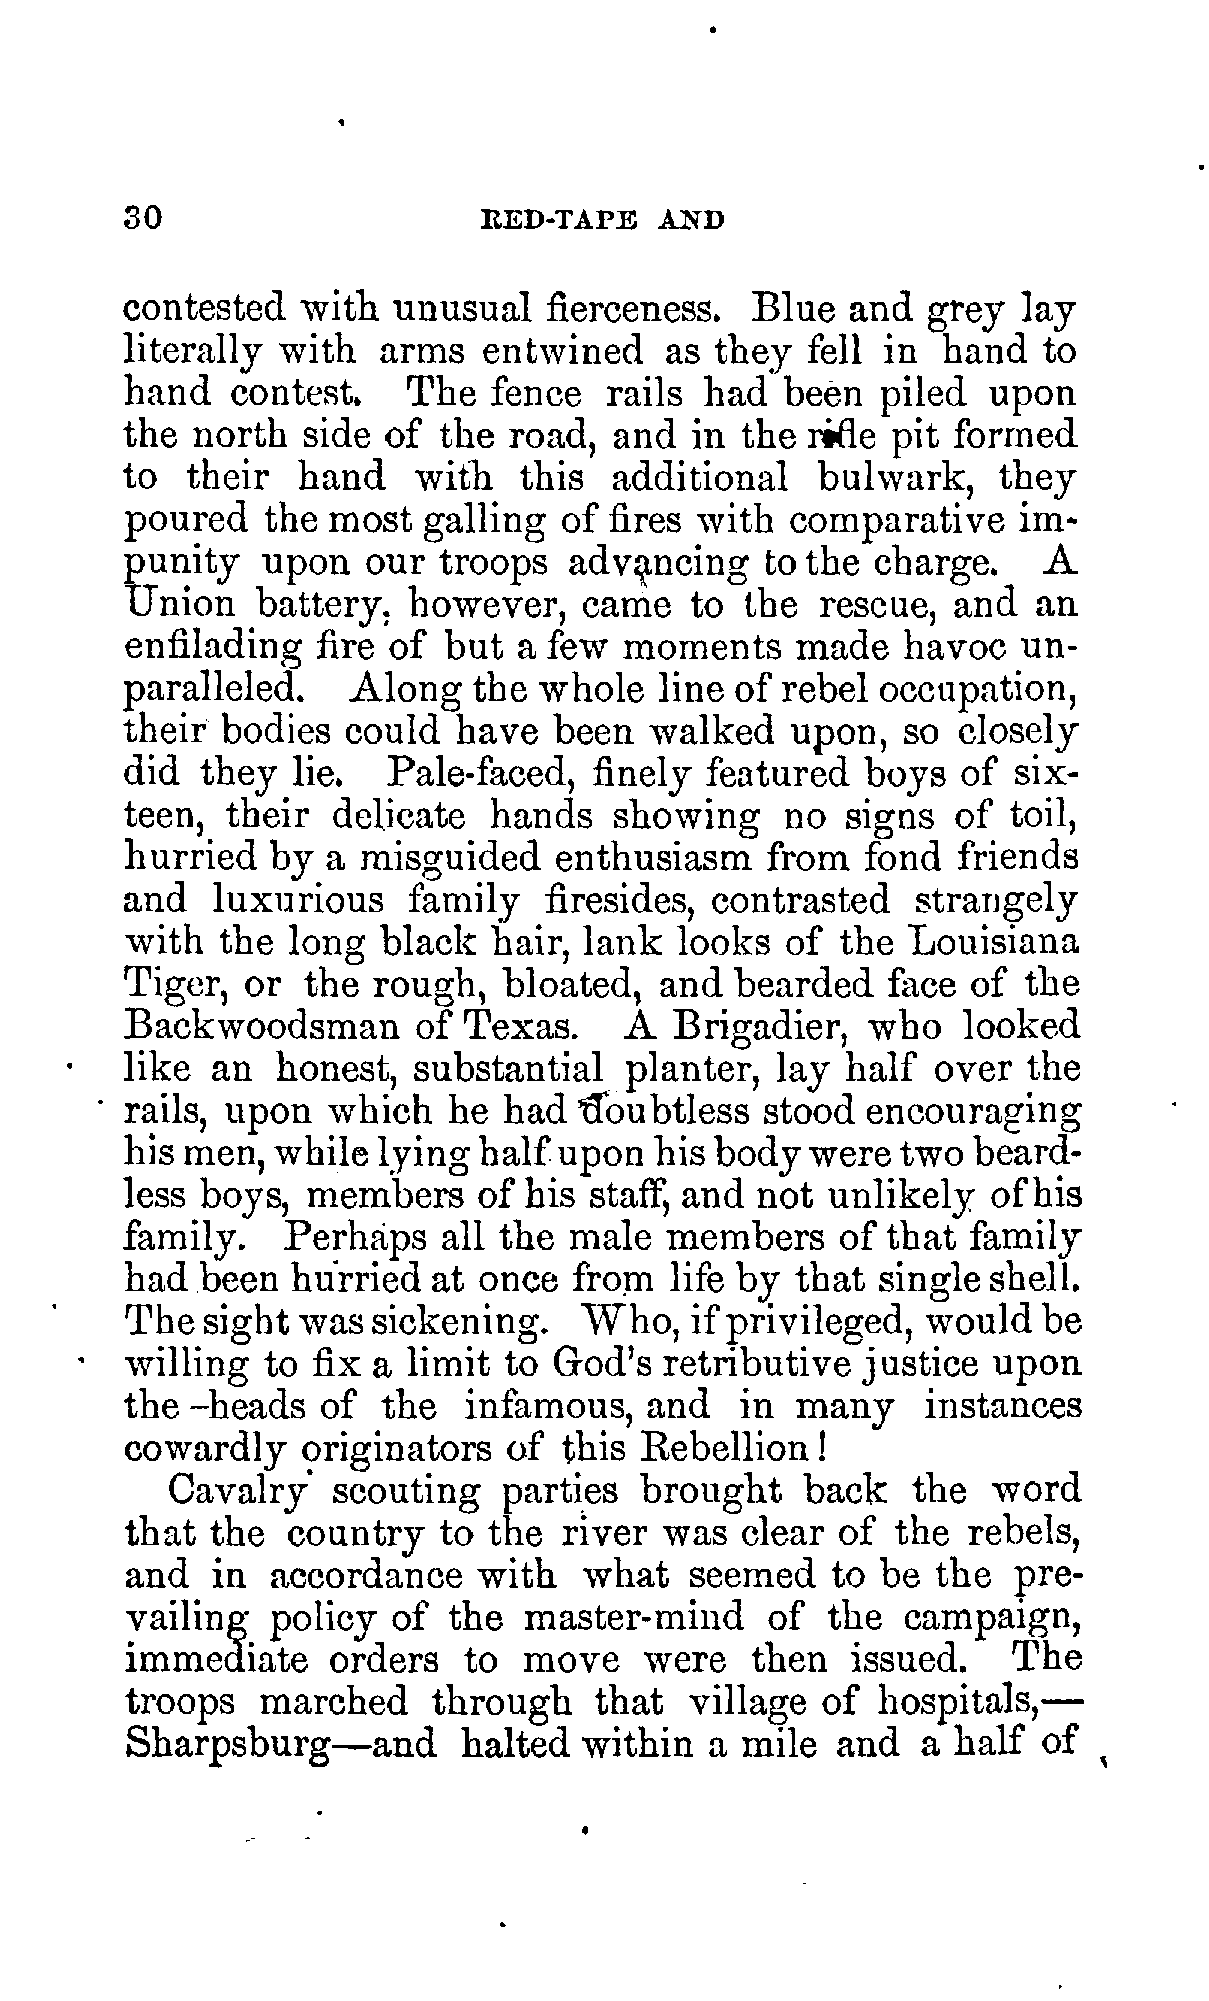 30 RED-TAPE AND
contested with unusual fierceness. Blue and grey lay
literally with arms entwined as they fell in hand to
hand contest. The fence rails had been piled upon
the north side of the road, and in the rifle pit formed
to their hand with this additional bulwark, they
poured the most galling of fires with comparative im-
punity upon our troops advancing to the charge. A
Union battery, however, came to the rescue, and an
enfilading fire of but a few moments made havoc un-
paralleled. Along the whole line of rebel occupation,
their bodies could have been walked upon, so closely
did they lie. Pale-faced, finely featured boys of six-
teen, their delicate hands showing no signs of toil,
hurried by a misguided enthusiasm from fond friends
and luxurious family firesides, contrasted strangely
with the long black hair, lank looks of the Louisiana
Tiger, or the rough, bloated, and bearded face of the
Backwoodsman of Texas. A Brigadier, who looked
like an honest, substantial planter, lay half over the
rails, upon which he had doubtless stood encouraging
his men, while lying half upon his body were two beard-
less boys, members of his staff, and not unlikely of his
family. Perhaps all the male members of that family
had been hurried at once from life by that single shell.
The sight was sickening. Who, if privileged, would be
willing to fix a limit to God's retributive justice upon
the heads of the infamous, and in many instances
cowardly originators of this Rebellion!
Cavalry scouting parties brought back the word
that the country to the river was clear of the rebels,
and in accordance with what seemed to be the pre-
vailing policy of the master-mind of the campaign,
immediate orders to move were then issued. The
troops marched through that village of hospitals,—
Sharpsburg—and halted within a mile and a half of